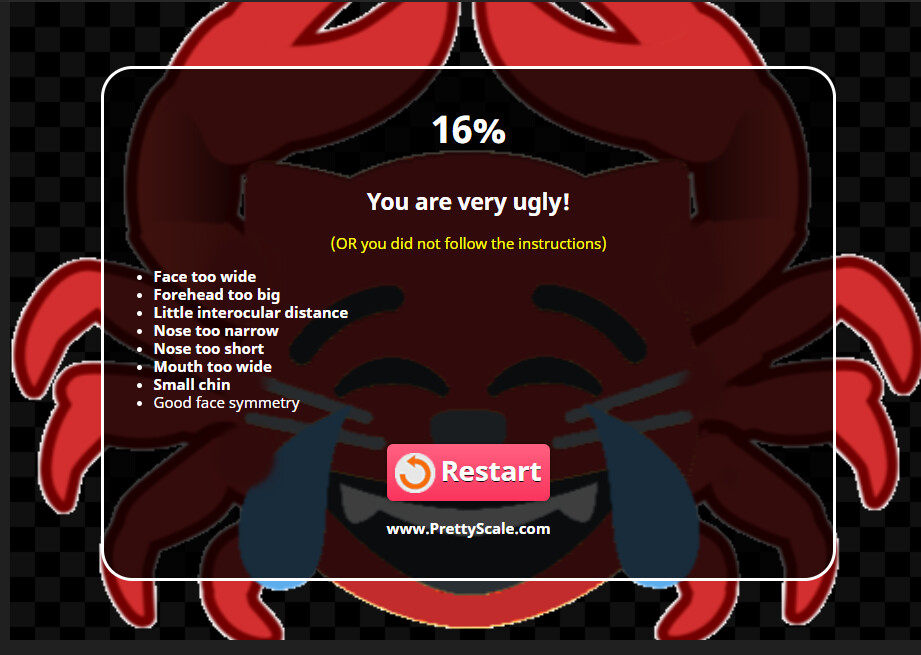 16%
You are very ugly!
(OR you did not follow the instructions)
Face too wide
Forehead too big
Little interocular distance
Nose too narrow
Nose too short
Mouth too wide
Small chin
Good face symmetry
Restart
www.PrettyScale.com